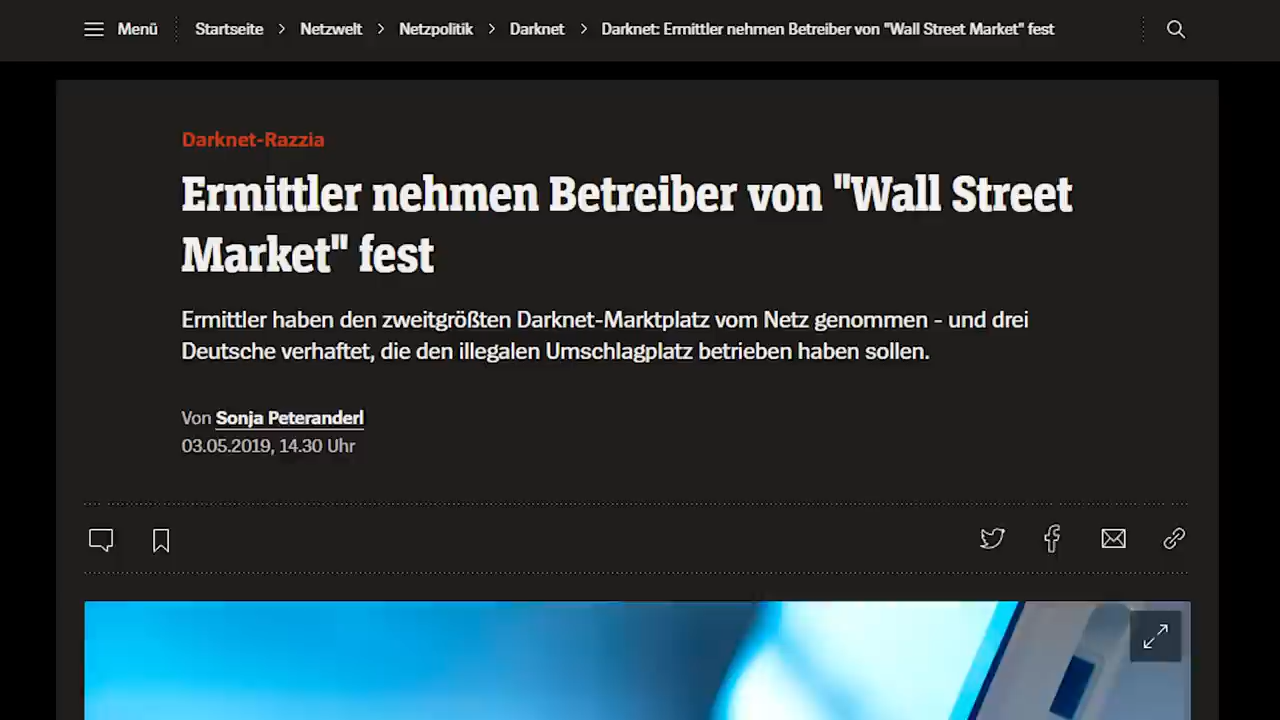 Menü Startseite Netzwelt Netzpolitik Darknet Darknet: Ermittler nehmen Betreiber von "Wall Street Market" fest
Darknet-Razzia
Ermittler nehmen Betreiber von "Wall Street
Market" fest
Ermittler haben den zweitgrößten Darknet-Marktplatz vom Netz genommen - und drei
Deutsche verhaftet, die den illegalen Umschlagplatz betrieben haben sollen.
Von Sonja Peteranderl
03.05.2019, 14.30 Uhr